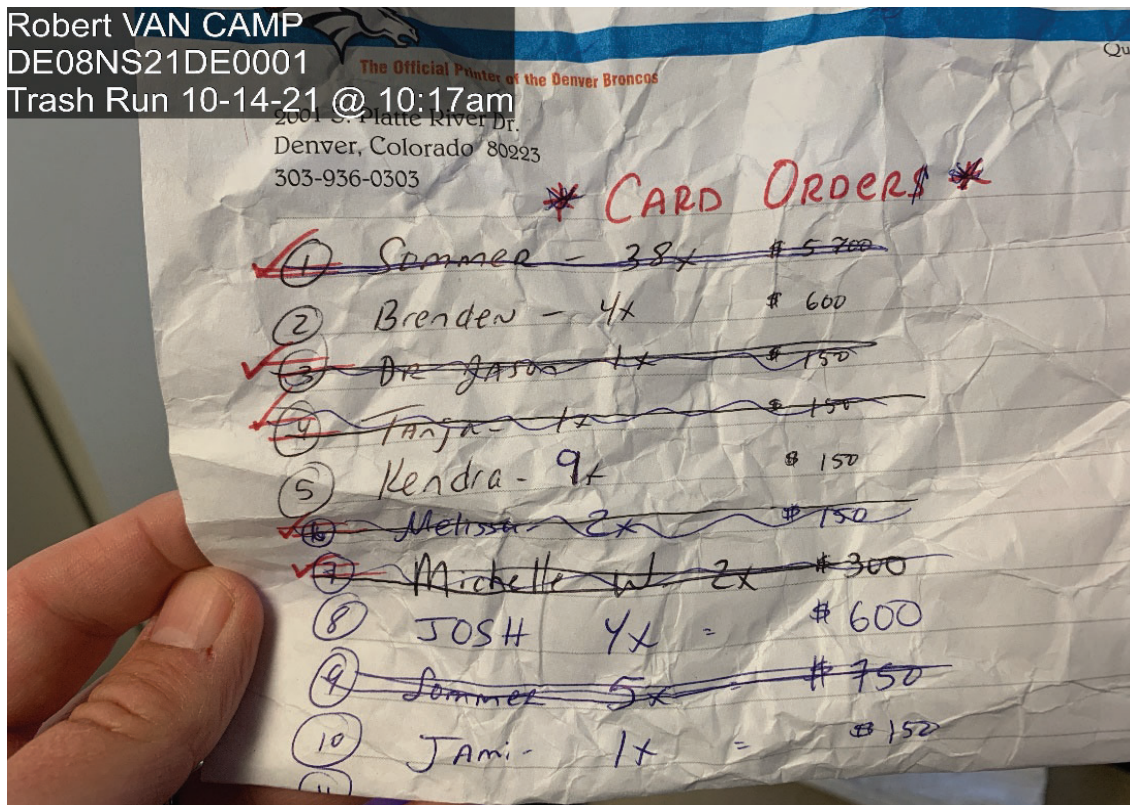 Robert VAN CAMP
DE08NS21DE0001
Trash Run 10-14-21 @ 10:17am
Qu
The Official Printer of the Denver Broncos
2001 S. Platte River Dr.
Denver, Colorado 80223
303-936-0303
* CARD ORDER$ *
1 Sommer - 38x $ 5700
2 Brenden - 4x $ 600
3 DR JASON 1x $ 150
4 Tanja - 1x $ 150
5 Kendra - 9x $ 150
6 Melissa - 2x $ 150
7 Michelle W. 2x $ 300
8 JOSH 4x = $ 600
9 Sommer 5x = $ 750
10 JAmi - 1x = $ 150
11